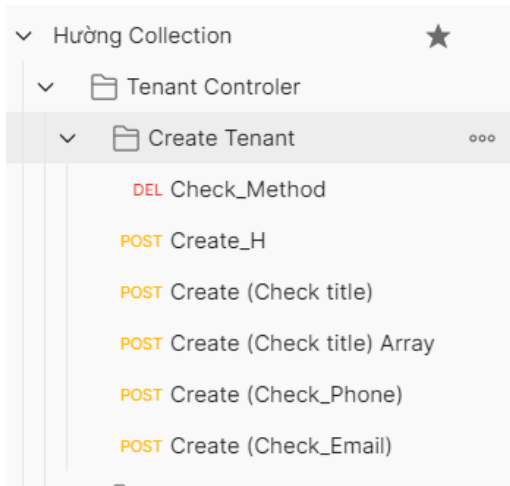 Hường Collection
Tenant Controler
Create Tenant
DEL Check_Method
POST Create_H
POST Create (Check title)
POST Create (Check title) Array
POST Create (Check_Phone)
POST Create (Check_Email)